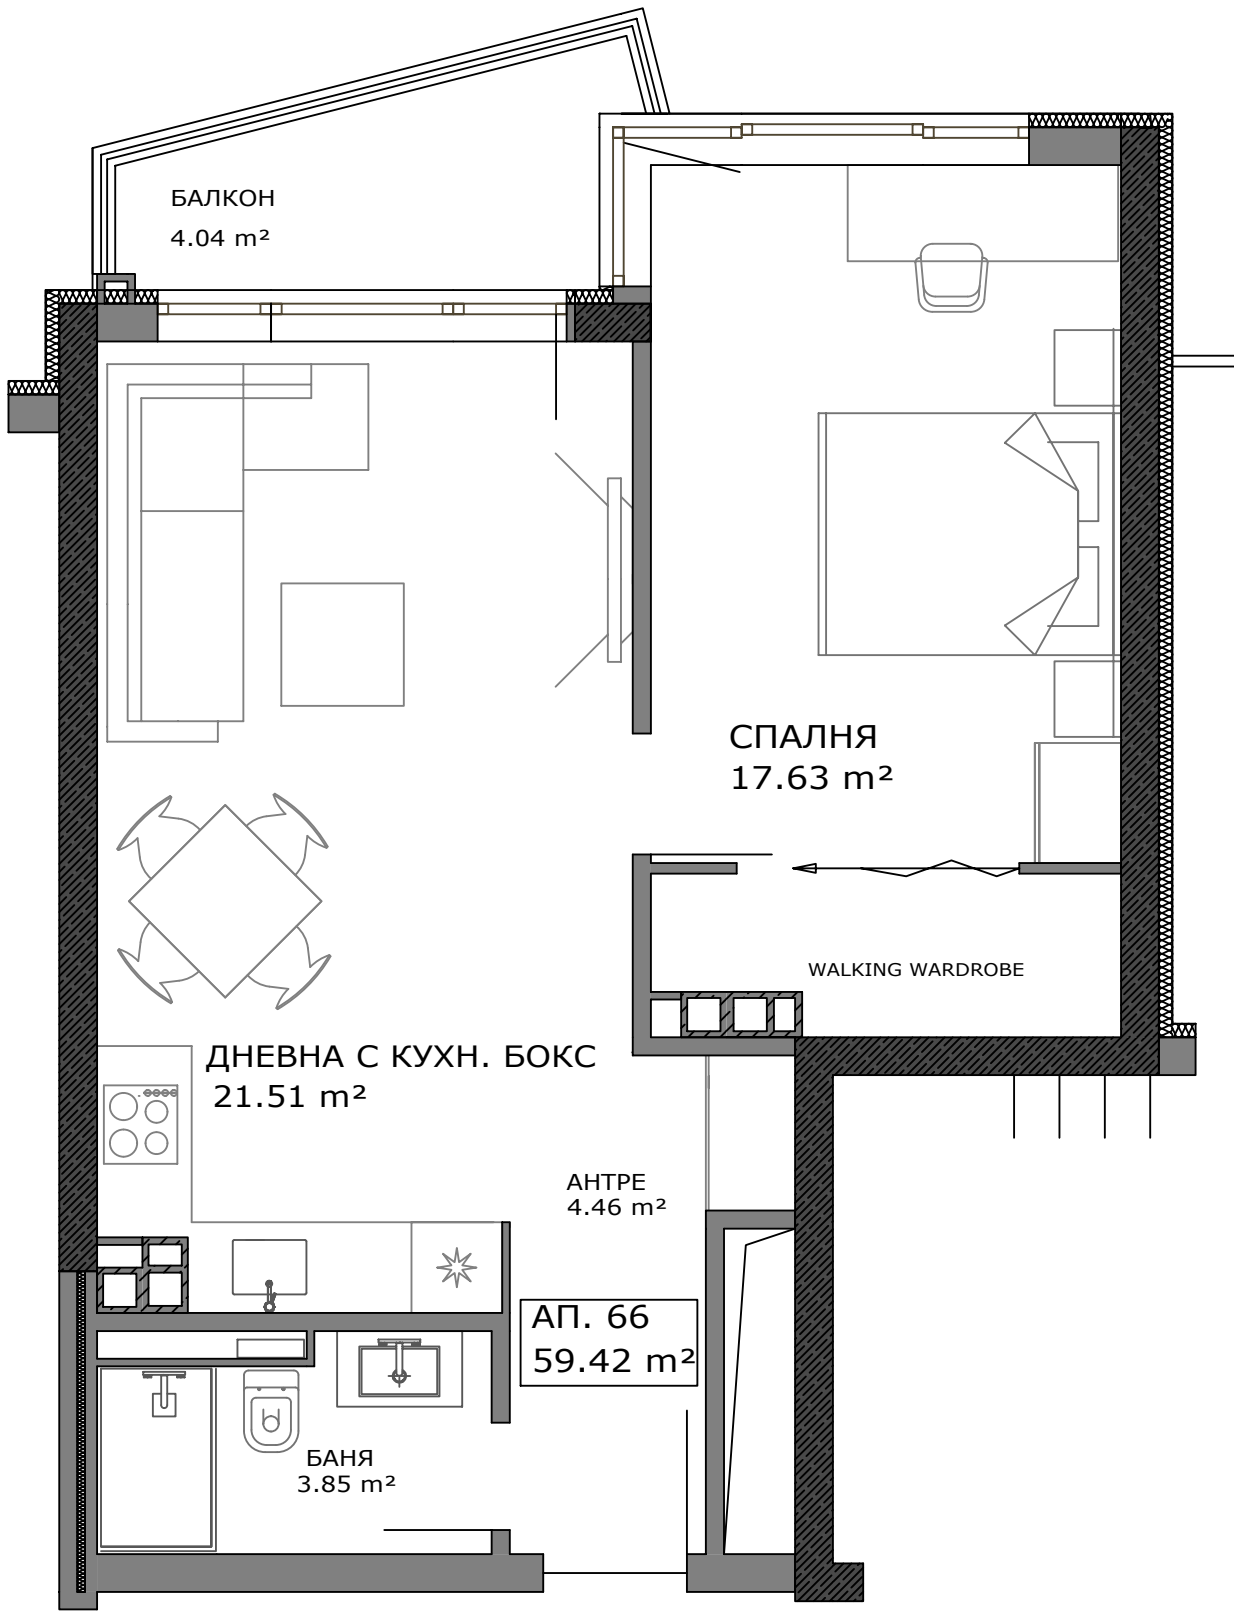 БАЛКОН
4.04 m²
СПАЛНЯ
17.63 m²
WALKING WARDROBE
ДНЕВНА С КУХН. БОКС
21.51 m²
АНТРЕ
4.46 m²
АП. 66
59.42 m²
БАНЯ
3.85 m²